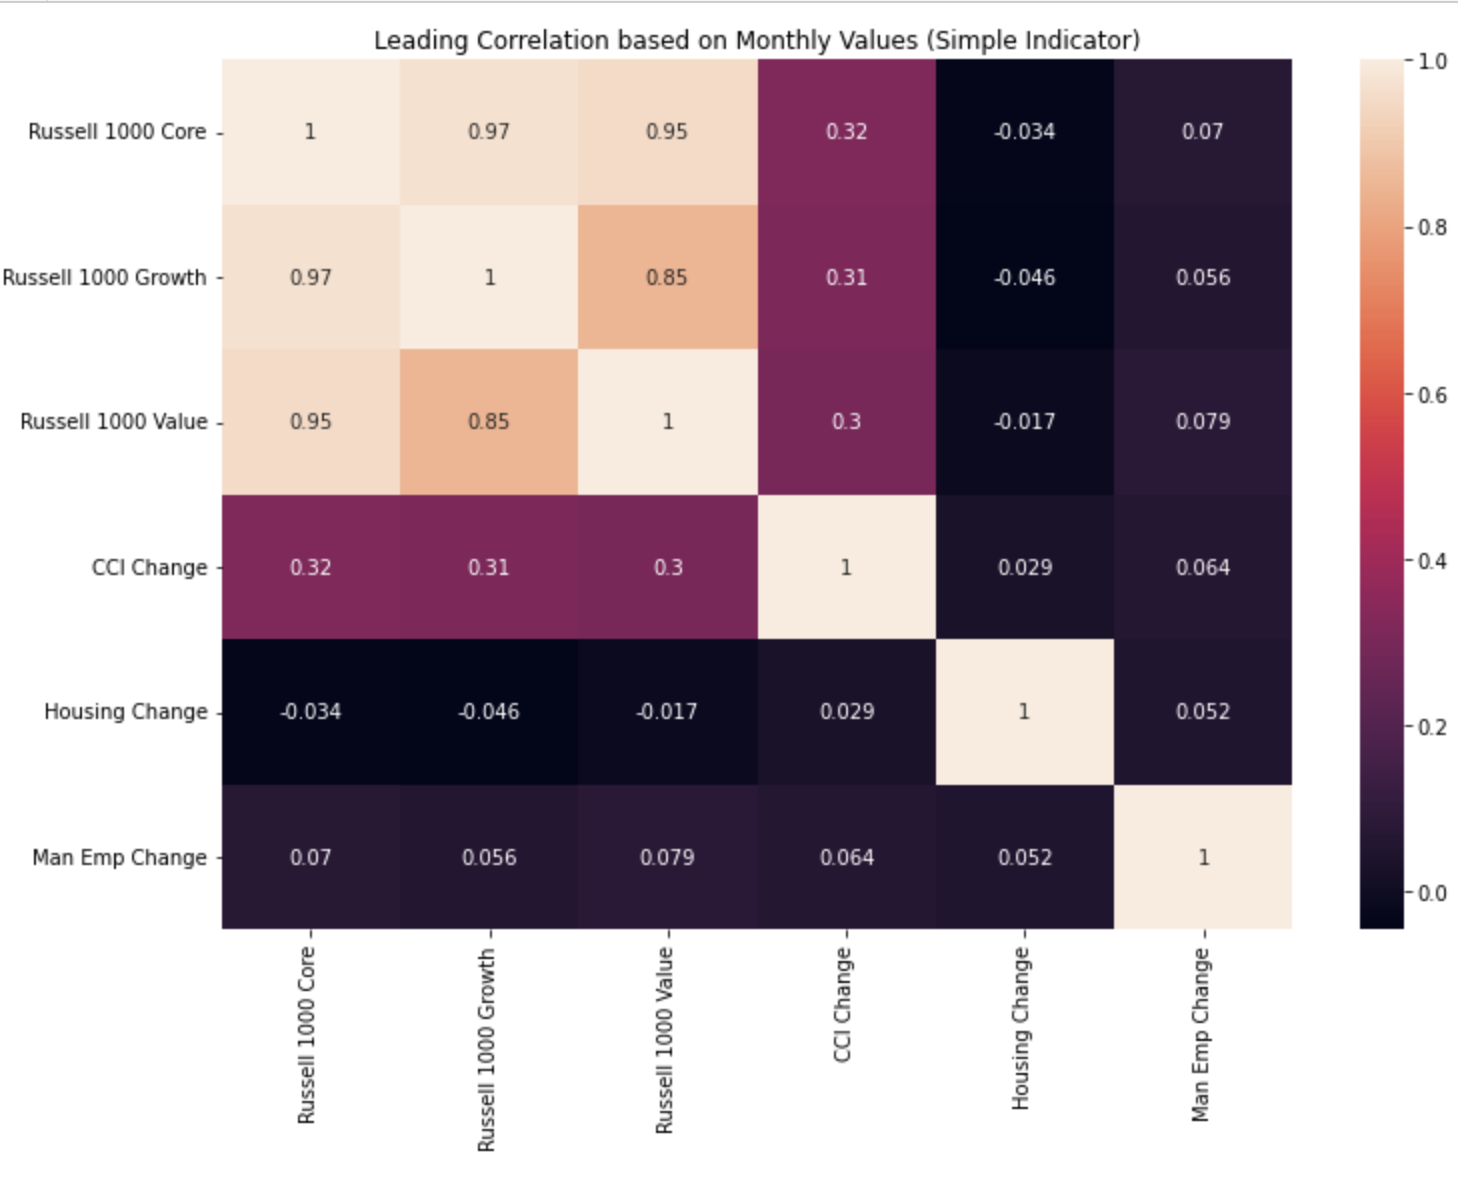 Leading Correlation based on Monthly Values (Simple Indicator)
Russell 1000 Core 1 0.97 0.95 0.32 -0.034 0.07
Russell 1000 Growth 0.97 1 0.85 0.31 -0.046 0.056
Russell 1000 Value 0.95 0.85 1 0.3 -0.017 0.079
CCI Change 0.32 0.31 0.3 1 0.029 0.064
Housing Change -0.034 -0.046 -0.017 0.029 1 0.052
Man Emp Change 0.07 0.056 0.079 0.064 0.052 1
Russell 1000 Core
Russell 1000 Growth
Russell 1000 Value
CCI Change
Housing Change
Man Emp Change
1.0
0.8
0.6
0.4
0.2
0.0